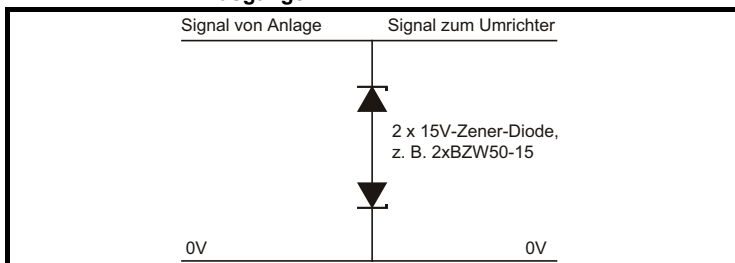 Signal von Anlage Signal zum Umrichter
2 x 15V-Zener-Diode,
z. B. 2xBZW50-15
0V 0V